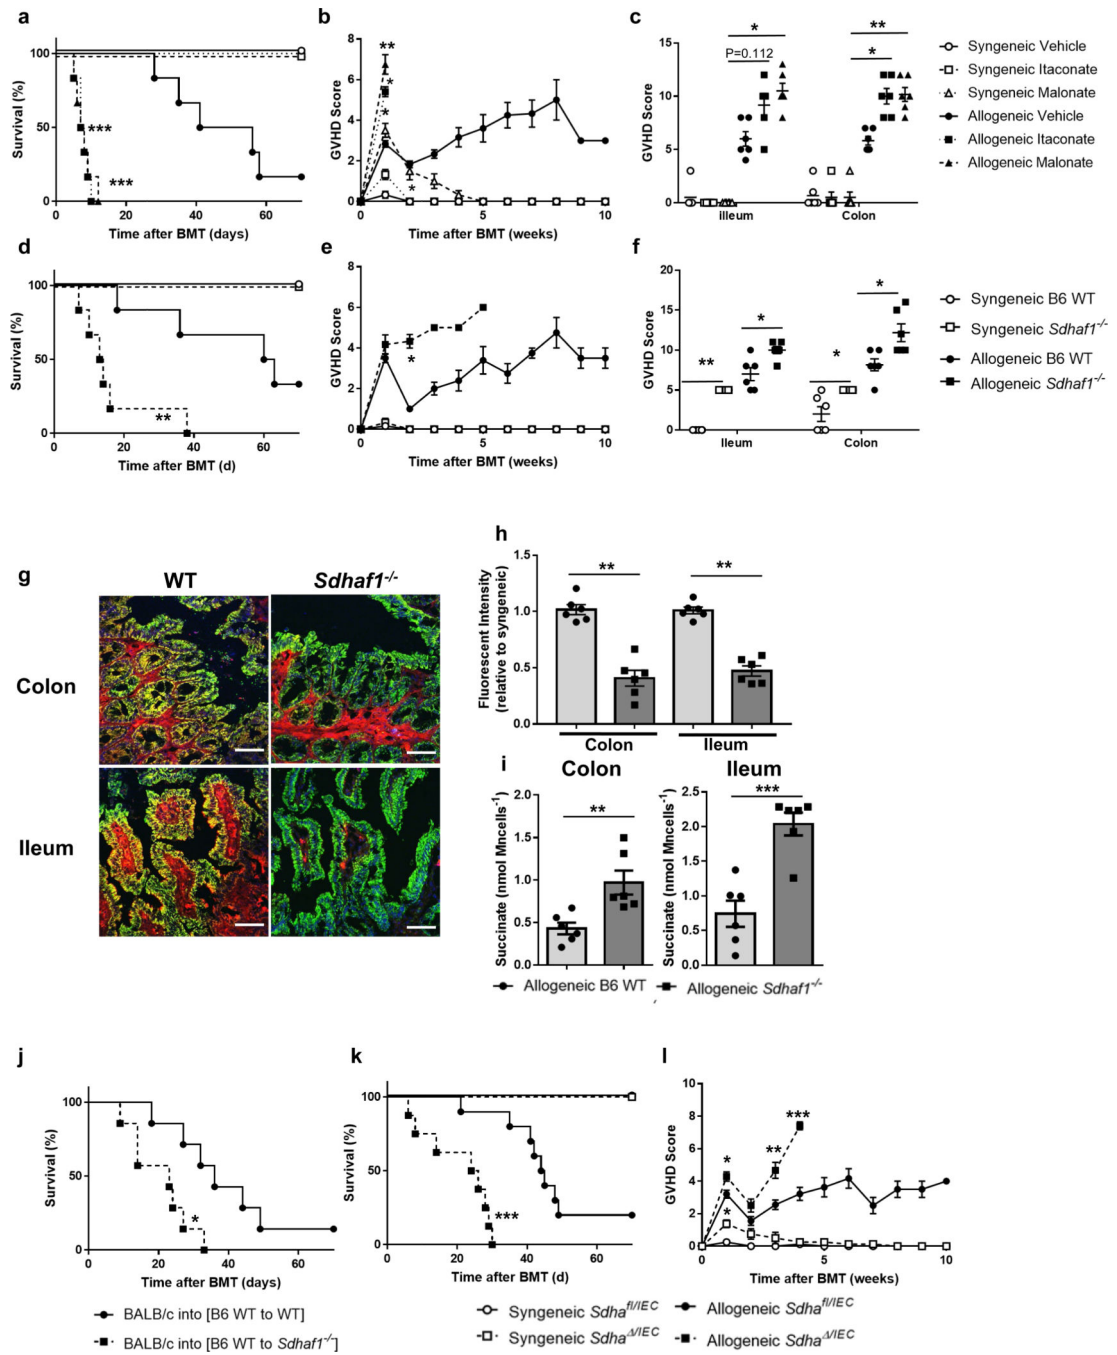 a
Survival (%)
100
50
0
0 20 40 60
***
***
Time after BMT (days)
b
GVHD Score
8
6
4
2
0
0 5 10
**
*
*
*
Time after BMT (weeks)
c
GVHD Score
15
10
5
0
P=0.112
*
*
**
iileum Colon
Syngeneic Vehicle
Syngeneic Itaconate
Syngeneic Malonate
Allogeneic Vehicle
Allogeneic Itaconate
Allogeneic Malonate
d
Survival (%)
100
50
0
0 20 40 60
**
Time after BMT (d)
e
GVHD Score
8
6
4
2
0
0 5 10
*
Time after BMT (weeks)
f
GVHD Score
20
15
10
5
0
**
*
*
*
Ileum Colon
Syngeneic B6 WT
Syngeneic Sdhaf1-/-
Allogeneic B6 WT
Allogeneic Sdhaf1-/-
g
WT Sdhaf1-/-
Colon
Ileum
h
Fluorescent Intensity
(relative to syngeneic)
1.5
1.0
0.5
0.0
** **
Colon Ileum
i
Colon
Succinate (nmol Mncells-1)
2.0
1.5
1.0
0.5
0.0
**
Ileum
Succinate (nmol Mncells-1)
2.5
2.0
1.5
1.0
0.5
0.0
***
Allogeneic B6 WT , Allogeneic Sdhaf1-/-
j
Survival (%)
100
50
0
0 20 40 60
*
Time after BMT (days)
BALB/c into [B6 WT to WT]
BALB/c into [B6 WT to Sdhaf1-/-]
k
Survival (%)
100
50
0
0 20 40 60
***
Time after BMT (d)
l
GVHD Score
10
8
6
4
2
0
0 5 10
*
*
**
***
Time after BMT (weeks)
Syngeneic Sdha fl/IEC
Allogeneic Sdha fl/IEC
Syngeneic Sdha Δ/IEC
Allogeneic Sdha Δ/IEC